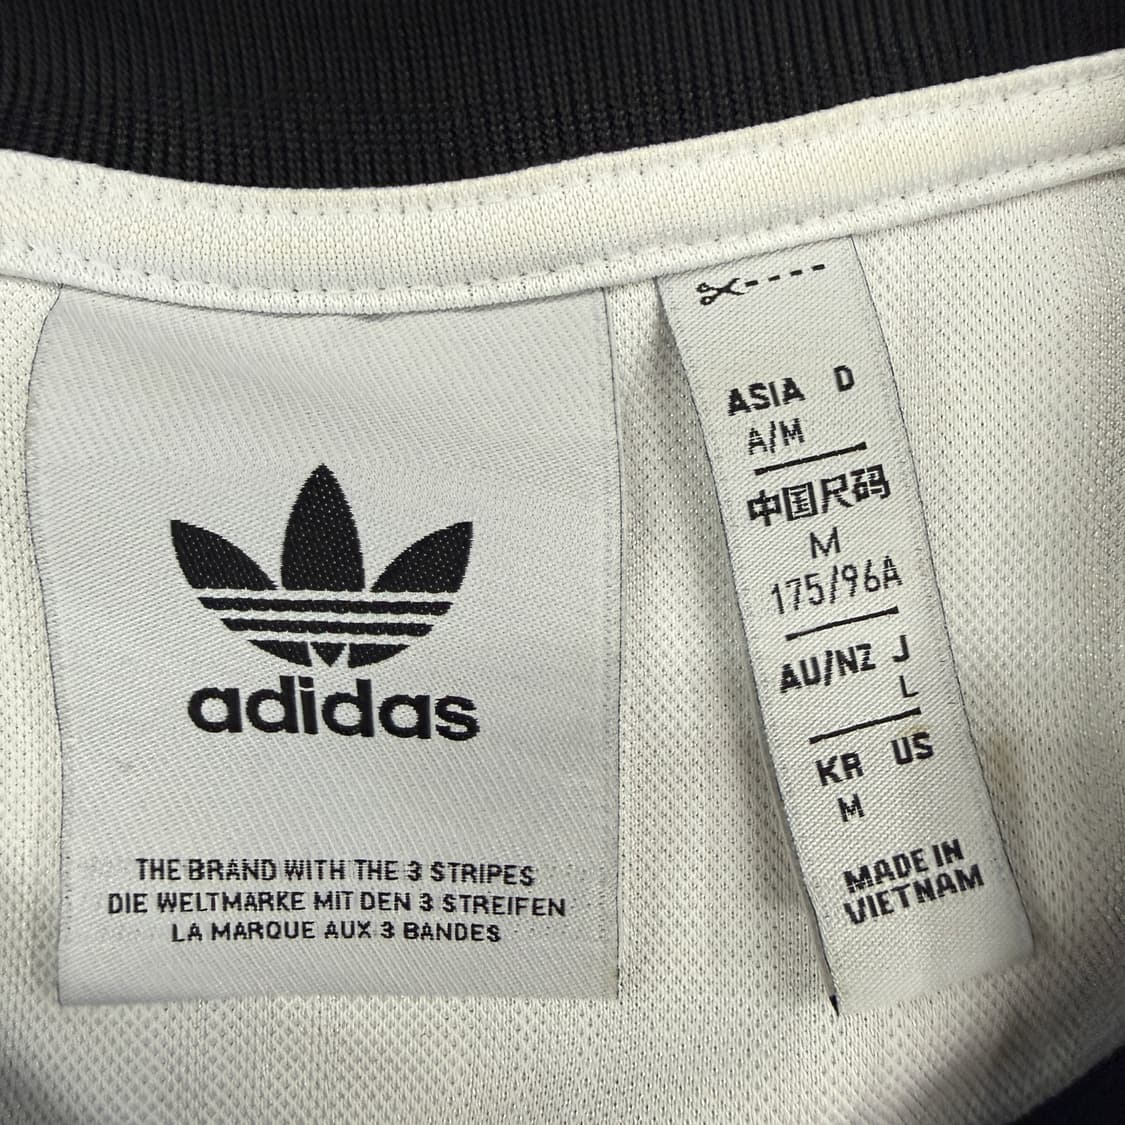 adidas
THE BRAND WITH THE 3 STRIPES
DIE WELTMARKE MIT DEN 3 STREIFEN
LA MARQUE AUX 3 BANDES
ASIA D
A/M
中国尺码
M
175/96A
AU/NZ J
L
KR US
M
MADE IN
VIETNAM